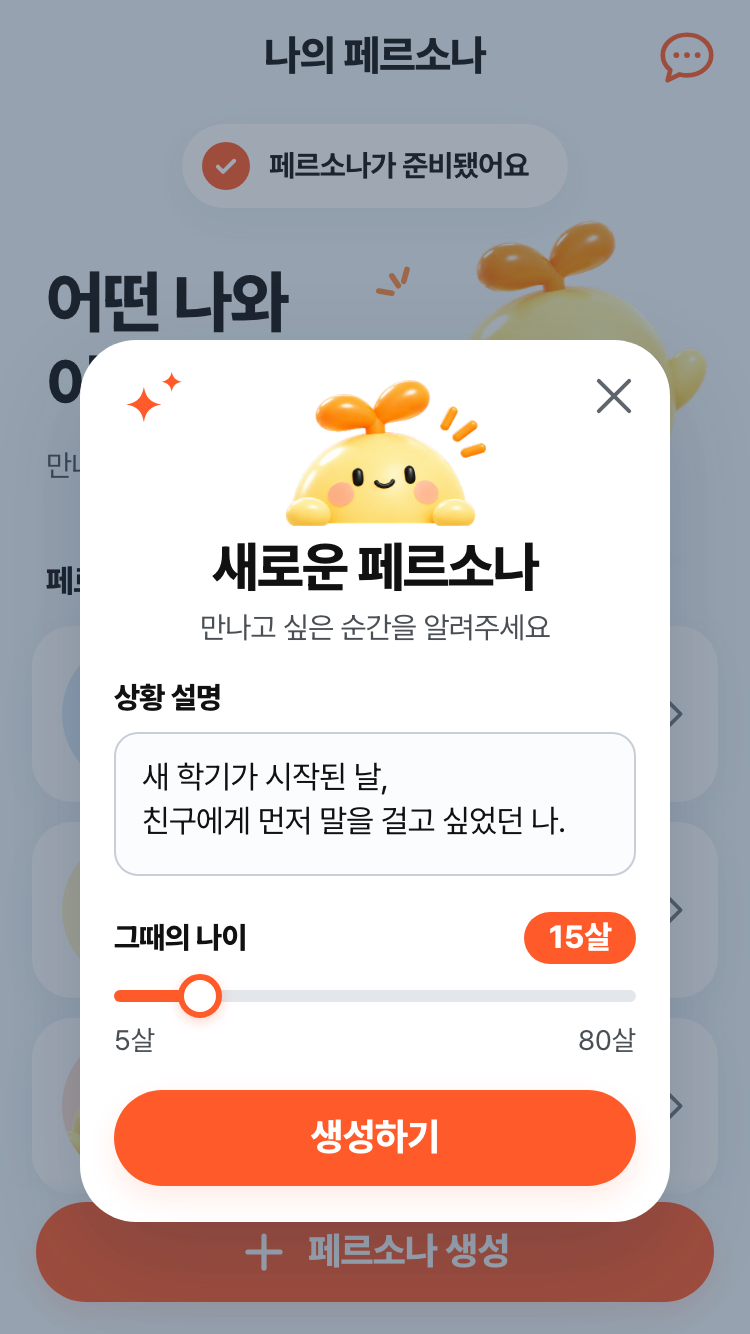 나의 페르소나
페르소나가 준비됐어요
어떤 나와
새로운 페르소나
만나고 싶은 순간을 알려주세요
상황 설명
새 학기가 시작된 날,
친구에게 먼저 말을 걸고 싶었던 나.
그때의 나이
15살
5살
80살
생성하기
페르소나 생성